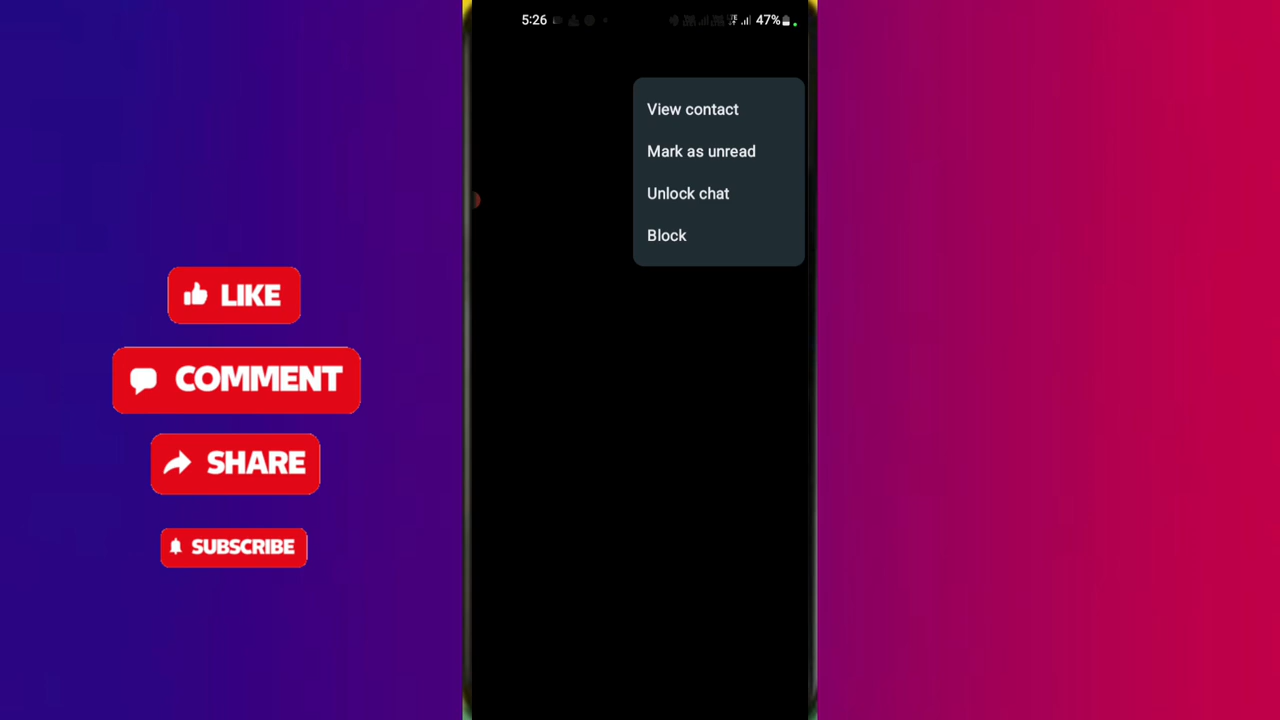 5:26
47%
View contact
Mark as unread
Unlock chat
Block
LIKE
COMMENT
SHARE
SUBSCRIBE